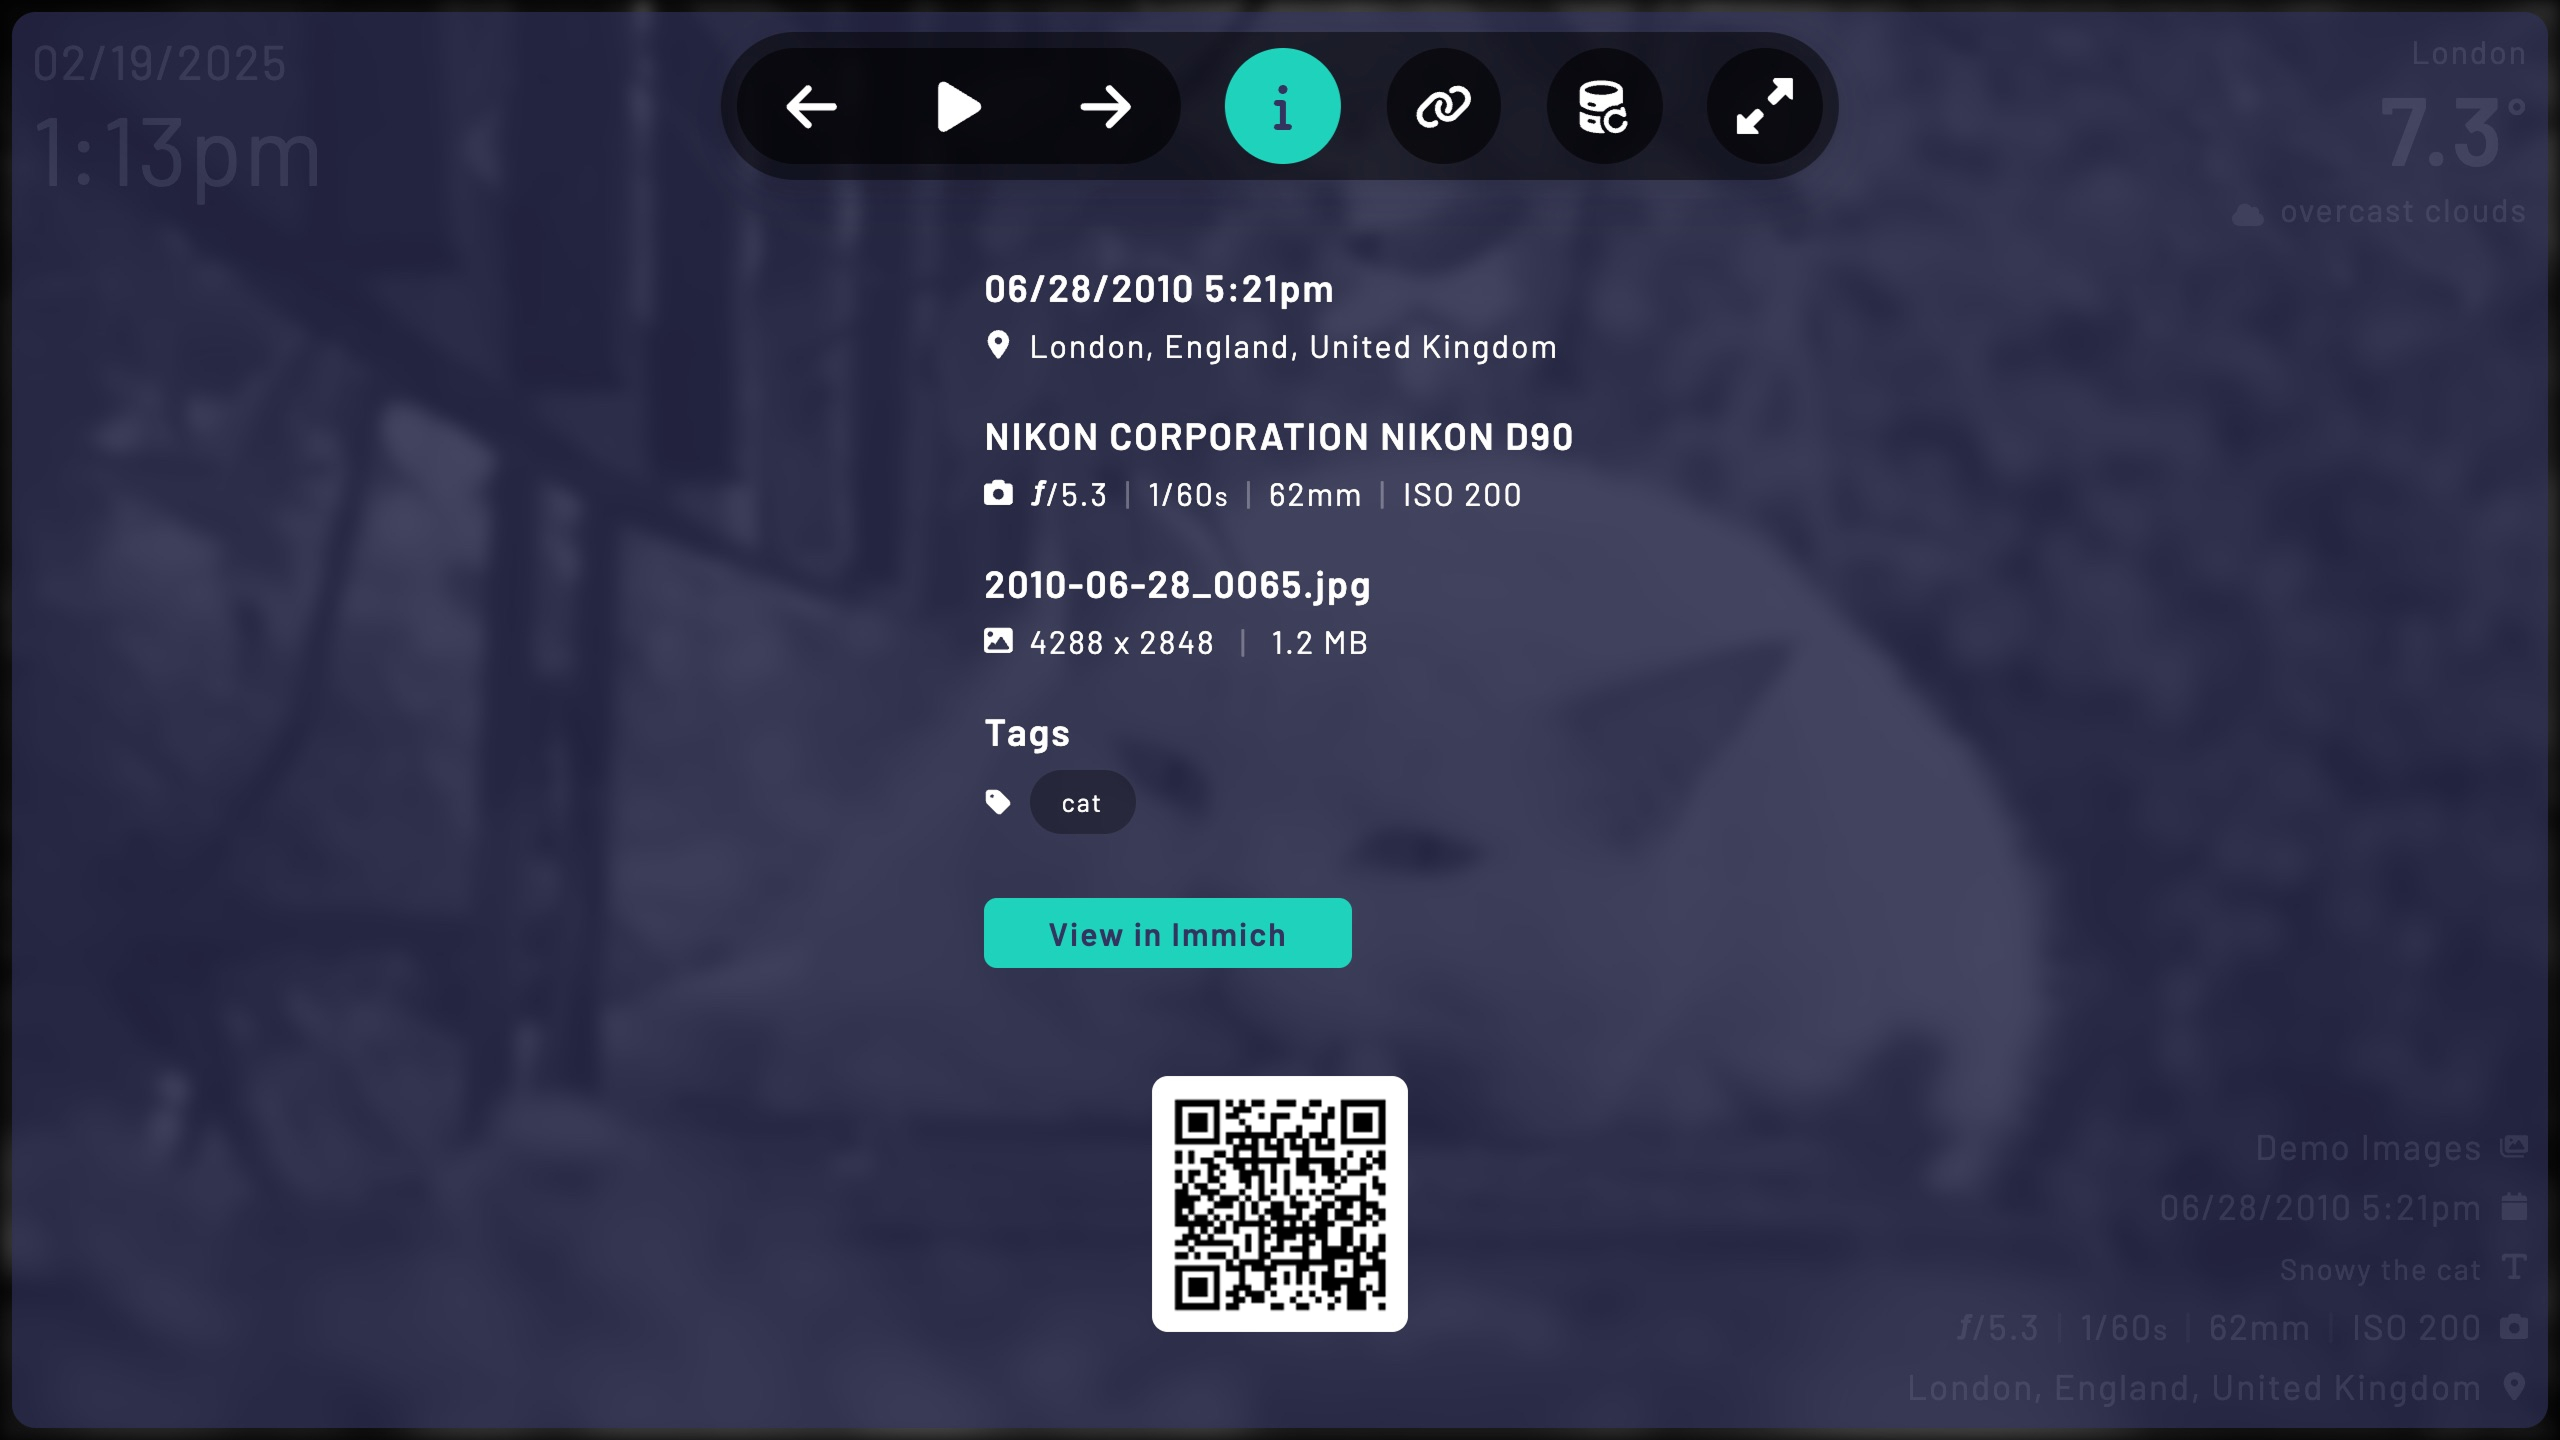 02/19/2025
1:13pm
London
7.3°
overcast clouds
06/28/2010 5:21pm
London, England, United Kingdom
NIKON CORPORATION NIKON D90
ƒ/5.3 | 1/60s | 62mm | ISO 200
2010-06-28_0065.jpg
4288 x 2848 | 1.2 MB
Tags
cat
View in Immich
Demo Images
06/28/2010 5:21pm
Snowy the cat
ƒ/5.3 | 1/60s | 62mm | ISO 200
London, England, United Kingdom